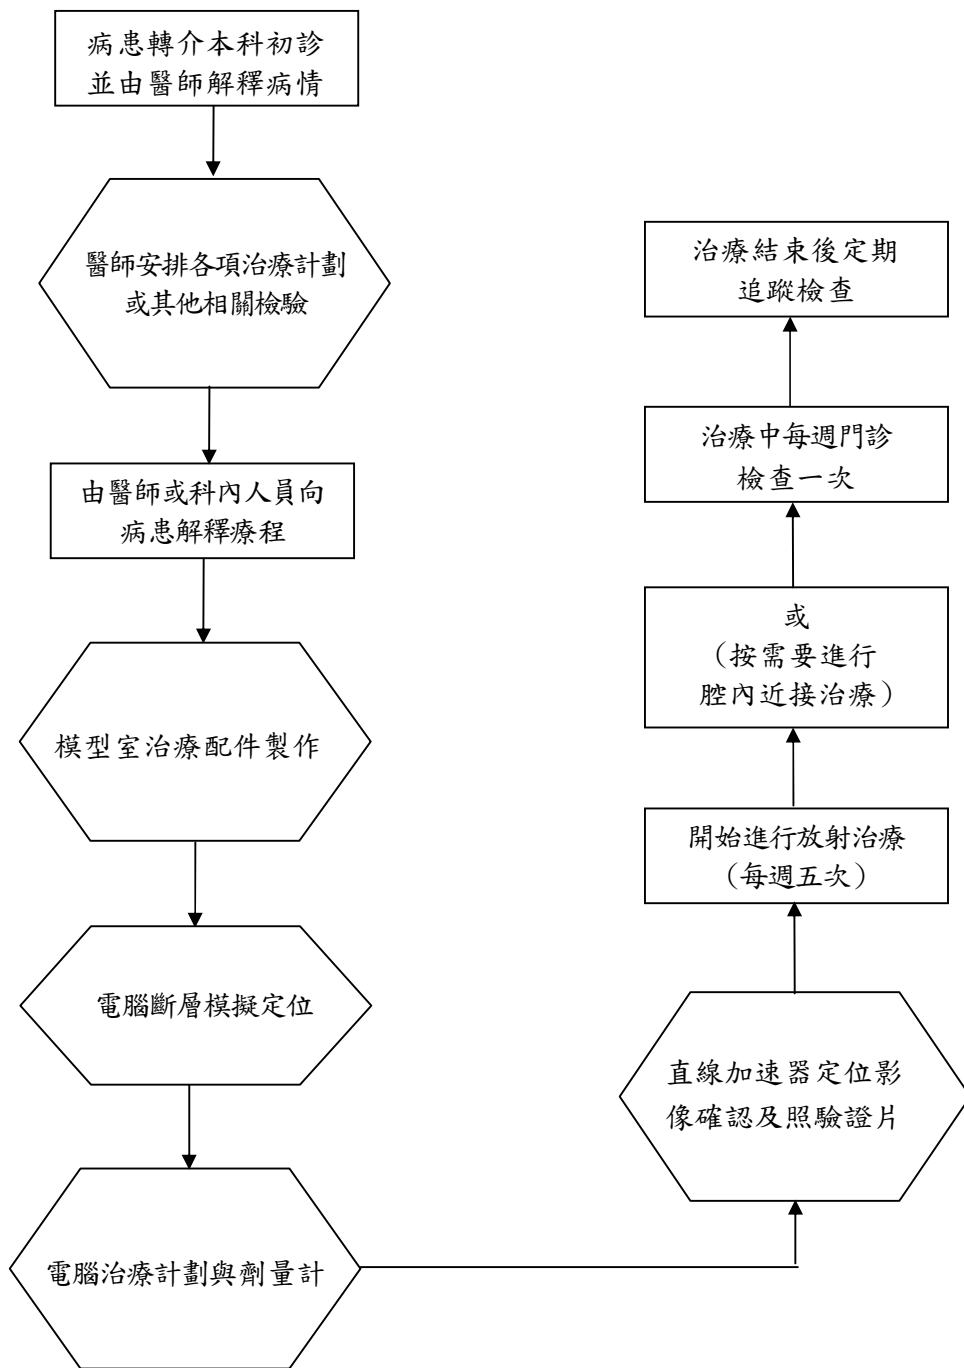 病患轉介本科初診
並由醫師解釋病情
醫師安排各項治療計劃
或其他相關檢驗
由醫師或科內人員向
病患解釋療程
模型室治療配件製作
電腦斷層模擬定位
電腦治療計劃與劑量計
直線加速器定位影
像確認及照驗證片
開始進行放射治療
（每週五次）
或
（按需要進行
腔內近接治療）
治療中每週門診
檢查一次
治療結束後定期
追蹤檢查